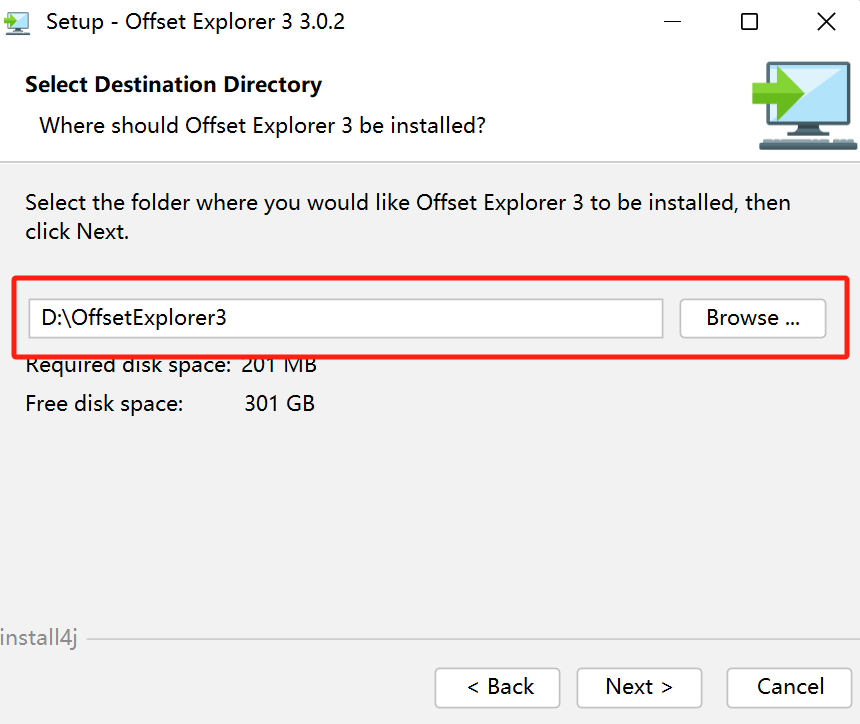 Setup - Offset Explorer 3 3.0.2
Select Destination Directory
Where should Offset Explorer 3 be installed?
Select the folder where you would like Offset Explorer 3 to be installed, then
click Next.
D:\OffsetExplorer3
Browse ...
Required disk space: 201 MB
Free disk space: 301 GB
install4j
< Back
Next >
Cancel